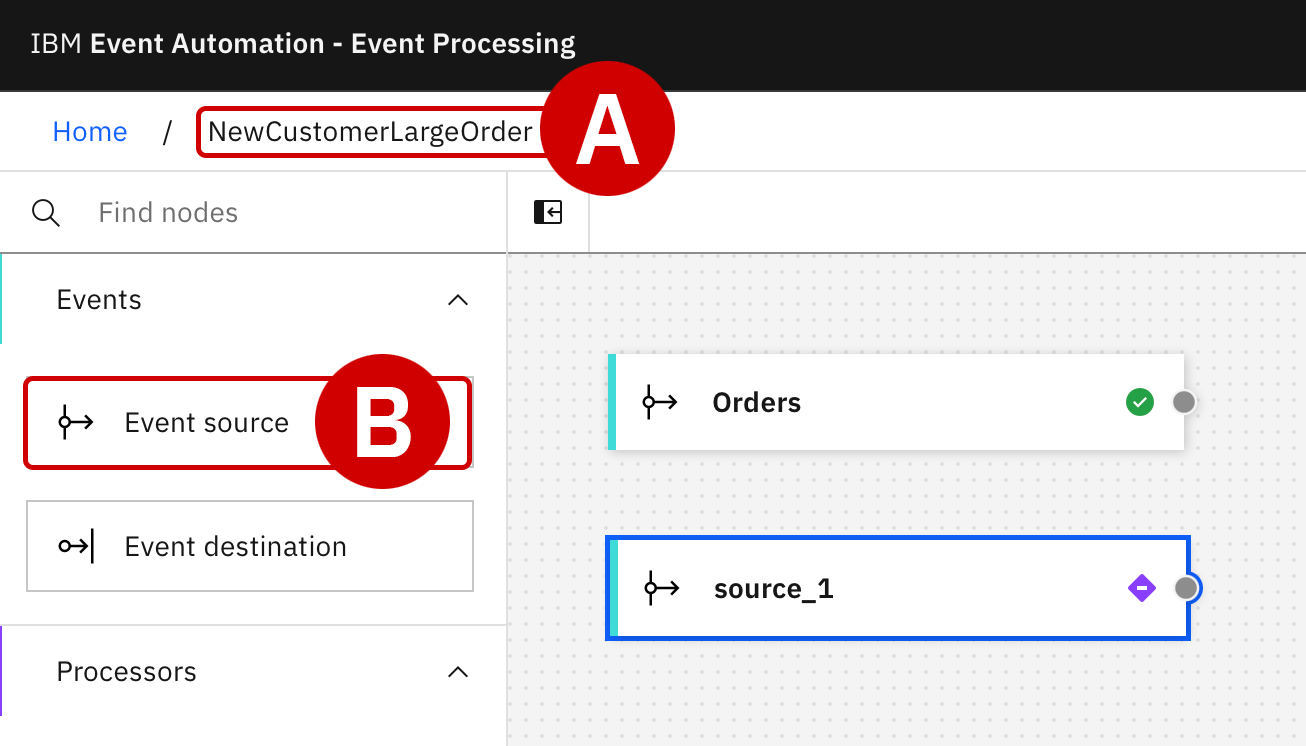 IBM Event Automation - Event Processing
Home / NewCustomerLargeOrder A
Find nodes
Events
Event source B
Event destination
Processors
Orders
source_1